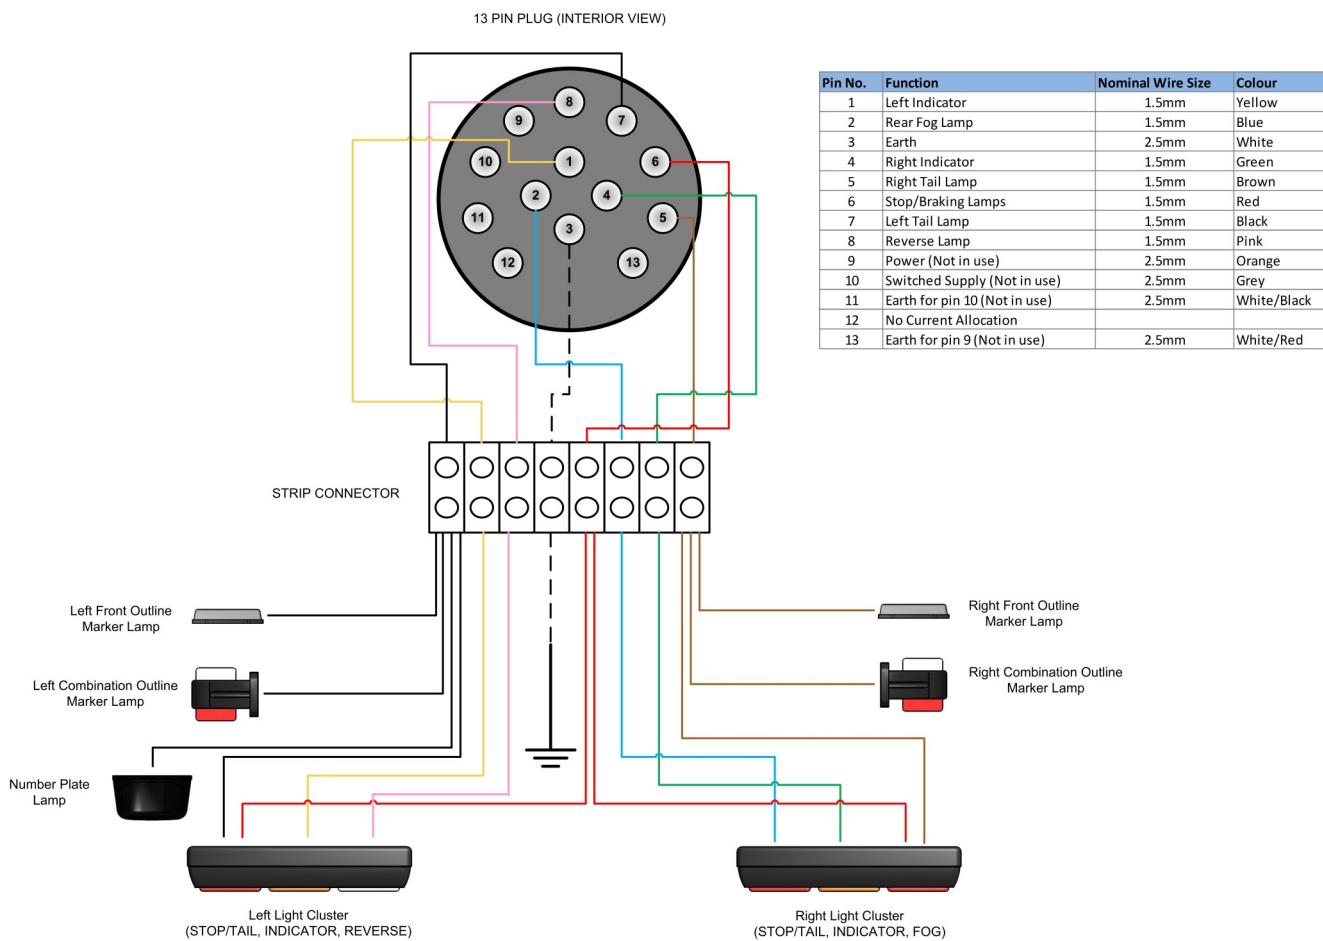 13 PIN PLUG (INTERIOR VIEW)
8
9
7
10
1
6
2
4
11
3
5
12
13
Pin No. Function Nominal Wire Size Colour
1 Left Indicator 1.5mm Yellow
2 Rear Fog Lamp 1.5mm Blue
3 Earth 2.5mm White
4 Right Indicator 1.5mm Green
5 Right Tail Lamp 1.5mm Brown
6 Stop/Braking Lamps 1.5mm Red
7 Left Tail Lamp 1.5mm Black
8 Reverse Lamp 1.5mm Pink
9 Power (Not in use) 2.5mm Orange
10 Switched Supply (Not in use) 2.5mm Grey
11 Earth for pin 10 (Not in use) 2.5mm White/Black
12 No Current Allocation
13 Earth for pin 9 (Not in use) 2.5mm White/Red
STRIP CONNECTOR
Left Front Outline
Marker Lamp
Right Front Outline
Marker Lamp
Left Combination Outline
Marker Lamp
Right Combination Outline
Marker Lamp
Number Plate
Lamp
Left Light Cluster
(STOP/TAIL, INDICATOR, REVERSE)
Right Light Cluster
(STOP/TAIL, INDICATOR, FOG)